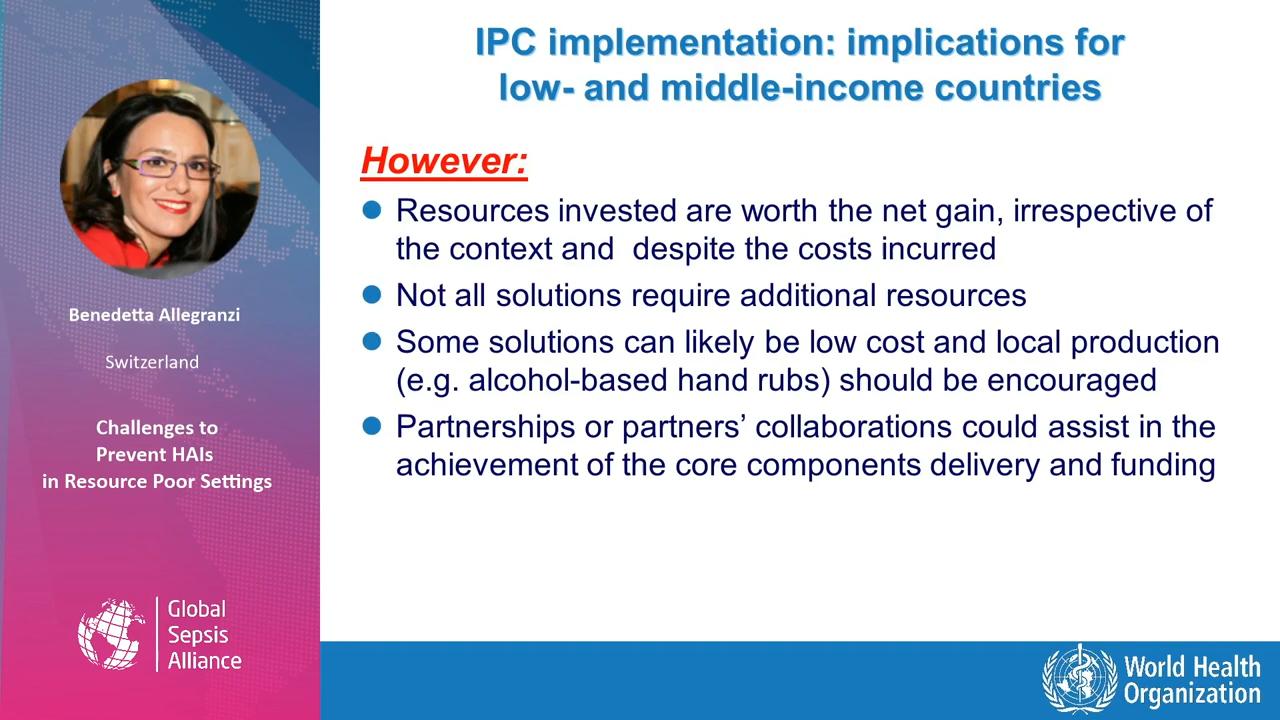 IPC implementation: implications for
low- and middle-income countries
However:
Resources invested are worth the net gain, irrespective of
the context and  despite the costs incurred
Not all solutions require additional resources
Some solutions can likely be low cost and local production
(e.g. alcohol-based hand rubs) should be encouraged
Partnerships or partners’ collaborations could assist in the
achievement of the core components delivery and funding
Benedetta Allegranzi
Switzerland
Challenges to
Prevent HAIs
in Resource Poor Settings
Global
Sepsis
Alliance
World Health
Organization